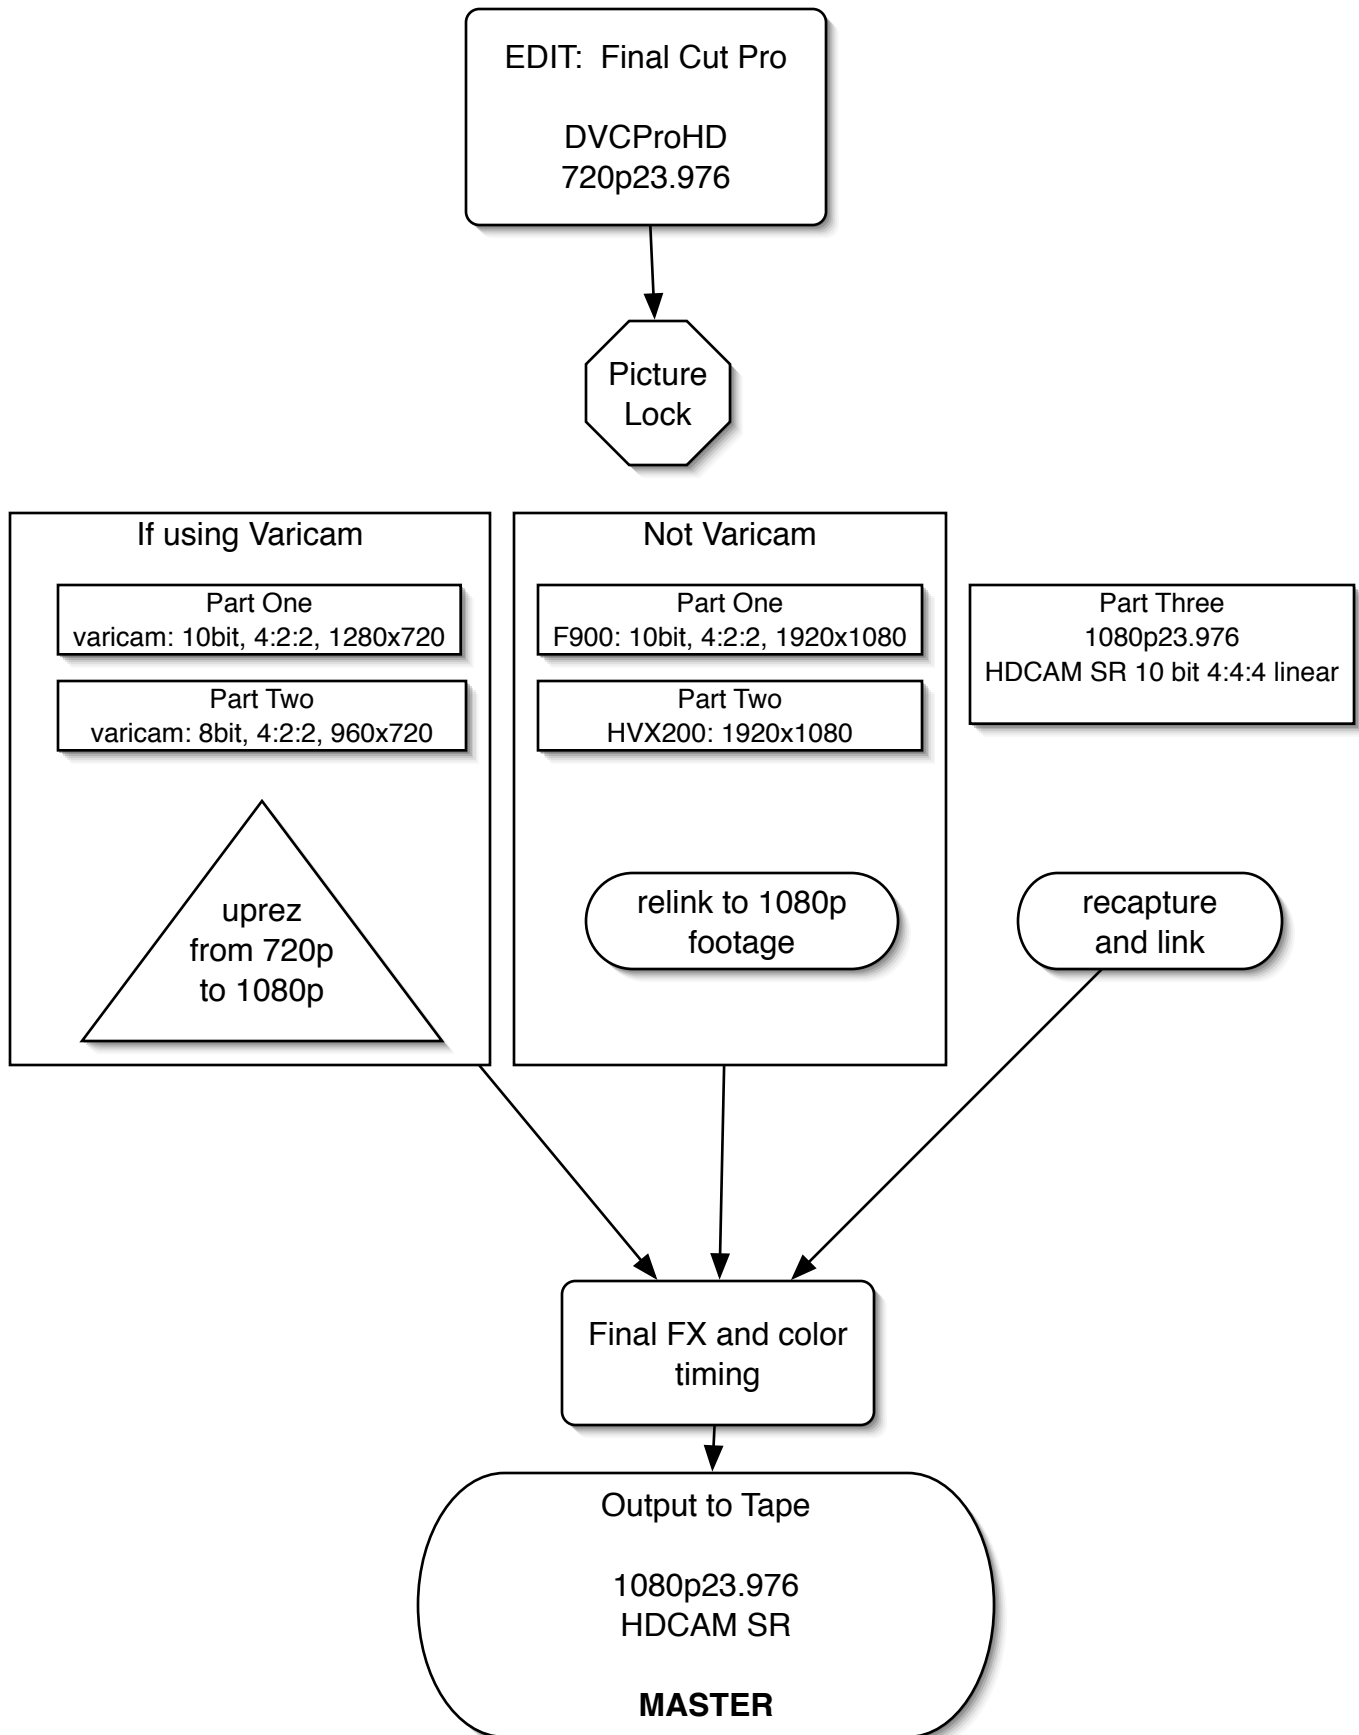 EDIT:  Final Cut Pro
DVCProHD
720p23.976
Picture
Lock
If using Varicam
Part One
varicam: 10bit, 4:2:2, 1280x720
Part Two
varicam: 8bit, 4:2:2, 960x720
uprez
from 720p
to 1080p
Not Varicam
Part One
F900: 10bit, 4:2:2, 1920x1080
Part Two
HVX200: 1920x1080
relink to 1080p
footage
Part Three
1080p23.976
HDCAM SR 10 bit 4:4:4 linear
recapture
and link
Final FX and color
timing
Output to Tape
1080p23.976
HDCAM SR
MASTER